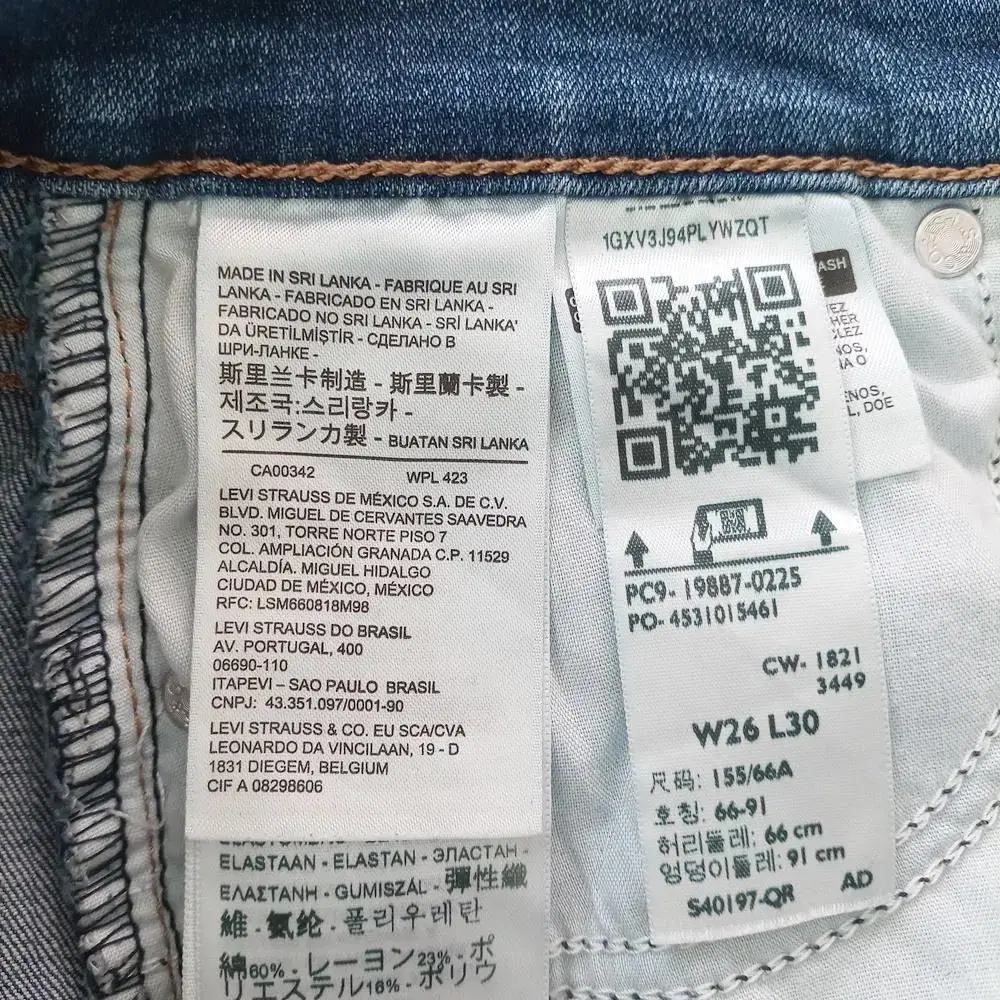 MADE IN SRI LANKA - FABRIQUE AU SRI
LANKA - FABRICADO EN SRI LANKA -
FABRICADO NO SRI LANKA - SRİ LANKA'
DA ÜRETİLMİŞTİR - СДЕЛАНО В
ШРИ-ЛАНКЕ -
斯里兰卡制造 - 斯里蘭卡製 -
제조국:스리랑카 -
スリランカ製 - BUATAN SRI LANKA
CA00342 WPL 423
LEVI STRAUSS DE MÉXICO S.A. DE C.V.
BLVD. MIGUEL DE CERVANTES SAAVEDRA
NO. 301, TORRE NORTE PISO 7
COL. AMPLIACIÓN GRANADA C.P. 11529
ALCALDÍA. MIGUEL HIDALGO
CIUDAD DE MÉXICO, MÉXICO
RFC: LSM660818M98
LEVI STRAUSS DO BRASIL
AV. PORTUGAL, 400
06690-110
ITAPEVI – SAO PAULO BRASIL
CNPJ: 43.351.097/0001-90
LEVI STRAUSS & CO. EU SCA/CVA
LEONARDO DA VINCILAAN, 19 - D
1831 DIEGEM, BELGIUM
CIF A 08298606
ELASTAAN - ELASTAN - ЭЛАСТАН -
ΕΛΑΣΤΑΝΗ - GUMISZÁL - 彈性纖
維 - 氨纶 - 폴리우레탄
綿60% - レーヨン23% - ポ
リエステル16% - ポリウ
1GXV3J94PLYWZQT
PC9- 19887-0225
PO- 4531015461
CW- 1821
3449
W26 L30
尺码: 155/66A
호칭: 66-91
허리둘레: 66 cm
엉덩이둘레: 91 cm
S40197-QR AD
ASH
L, DOE